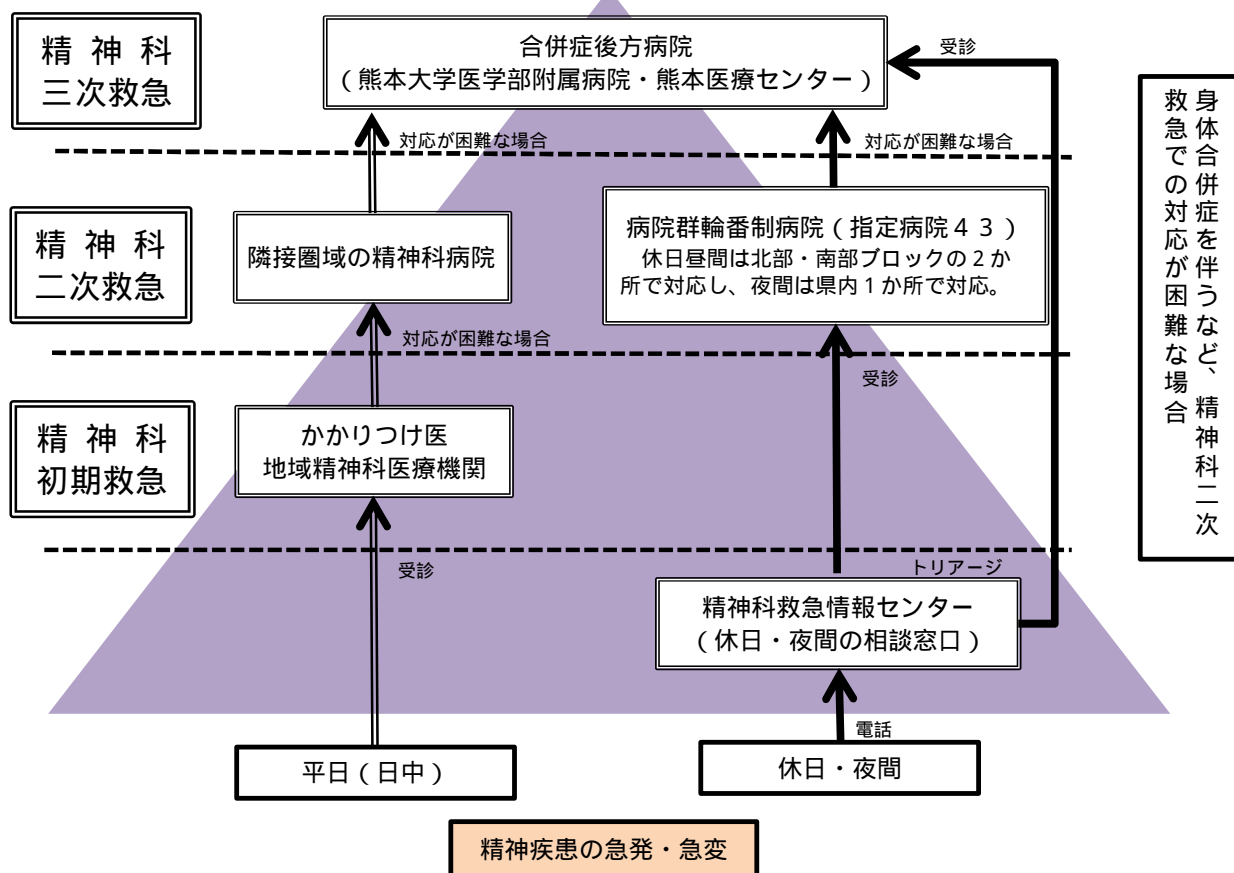 精神科
三次救急
合併症後方病院
（熊本大学医学部附属病院・熊本医療センター）
受診
対応が困難な場合
対応が困難な場合
身体合併症を伴うなど、精神科二次
救急での対応が困難な場合
精神科
二次救急
隣接圏域の精神科病院
病院群輪番制病院（指定病院４３）
休日昼間は北部・南部ブロックの２か
所で対応し、夜間は県内１か所で対応。
対応が困難な場合
受診
精神科
初期救急
かかりつけ医
地域精神科医療機関
受診
トリアージ
精神科救急情報センター
（休日・夜間の相談窓口）
電話
平日（日中）
休日・夜間
精神疾患の急発・急変